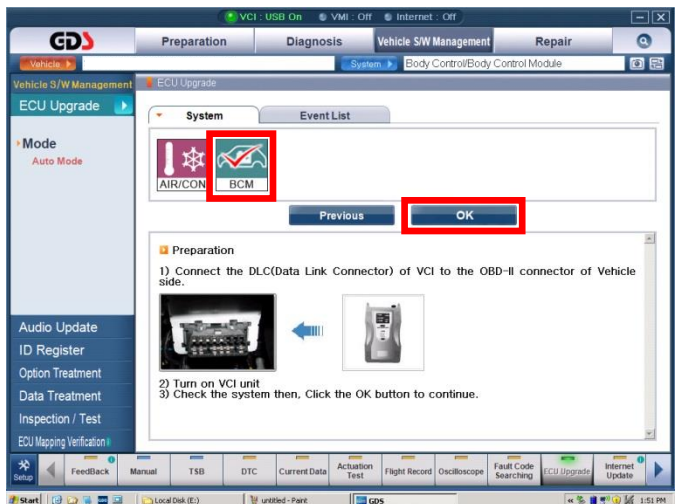 VCI : USB On VMI : Off Internet : Off
GDS Preparation Diagnosis Vehicle S/W Management Repair
Vehicle System Body Control/Body Control Module
Vehicle S/W Management ECU Upgrade
ECU Upgrade
System Event List
Mode
Auto Mode
AIR/CON BCM
Previous OK
Preparation
1) Connect the DLC(Data Link Connector) of VCI to the OBD-II connector of Vehicle
side.
2) Turn on VCI unit
3) Check the system then, Click the OK button to continue.
Audio Update
ID Register
Option Treatment
Data Treatment
Inspection / Test
ECU Mapping Verification
Setup FeedBack Manual TSB DTC Current Data Actuation Test Flight Record Oscilloscope Fault Code Searching ECU Upgrade Internet Update
Start Local Disk (E:) untitled - Paint GDS 1:51 PM